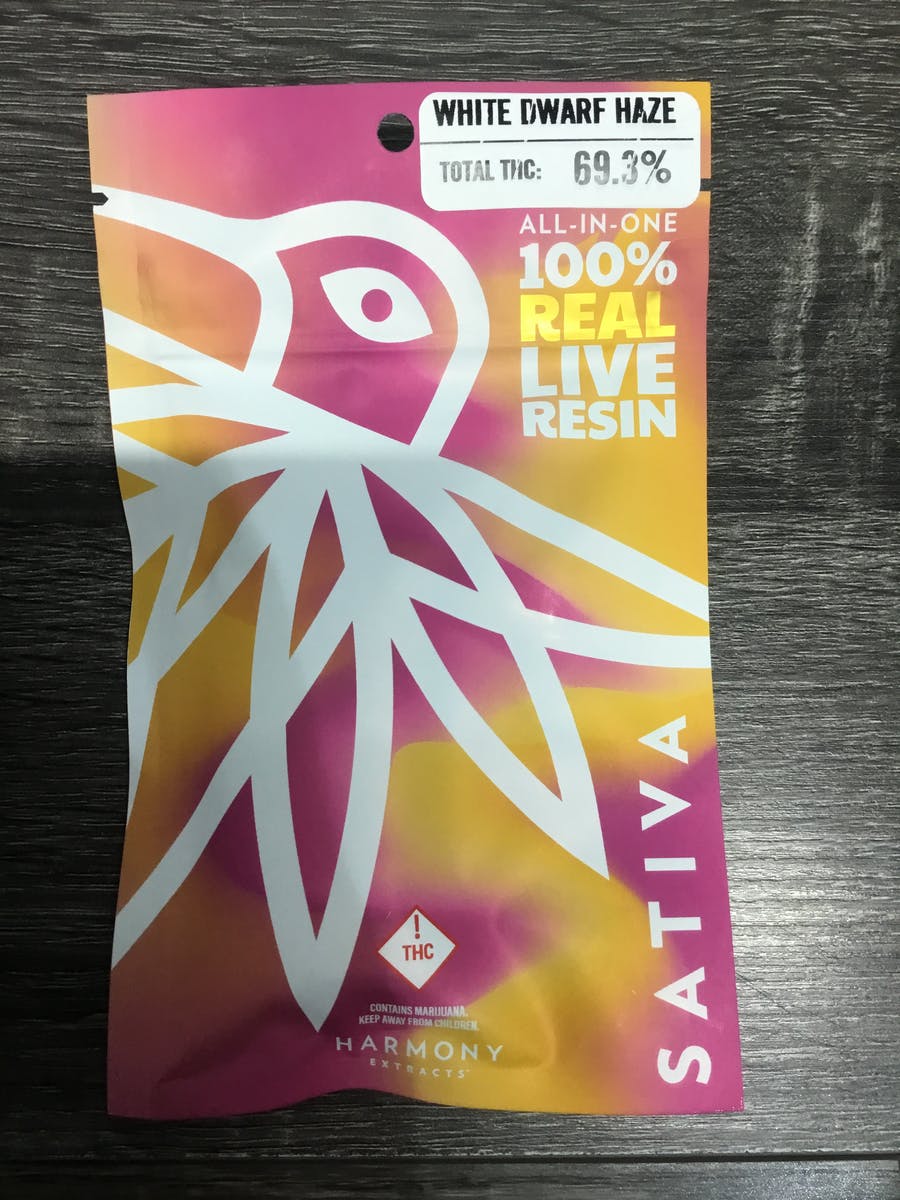 WHITE DWARF HAZE
TOTAL THC: 69.3%
ALL-IN-ONE
100%
REAL
LIVE
RESIN
SATIVA
!
THC
CONTAINS MARIJUANA.
KEEP AWAY FROM CHILDREN.
HARMONY
EXTRACTS